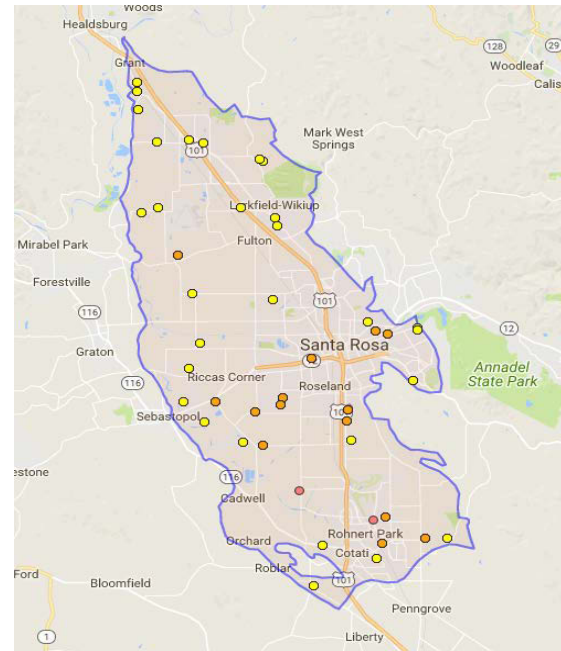 Woods
Healdsburg
128
29
Grant
Woodleaf
Calis
Mark West
Springs
101
Larkfield-Wikiup
Mirabel Park
Fulton
Forestville
101
116
12
Graton
Santa Rosa
Annadel
State Park
116
Riccas Corner
Roseland
Sebastopol
estone
116
Cadwell
Orchard
Rohnert Park
Cotati
Roblar
Ford
Bloomfield
101
Penngrove
1
Liberty